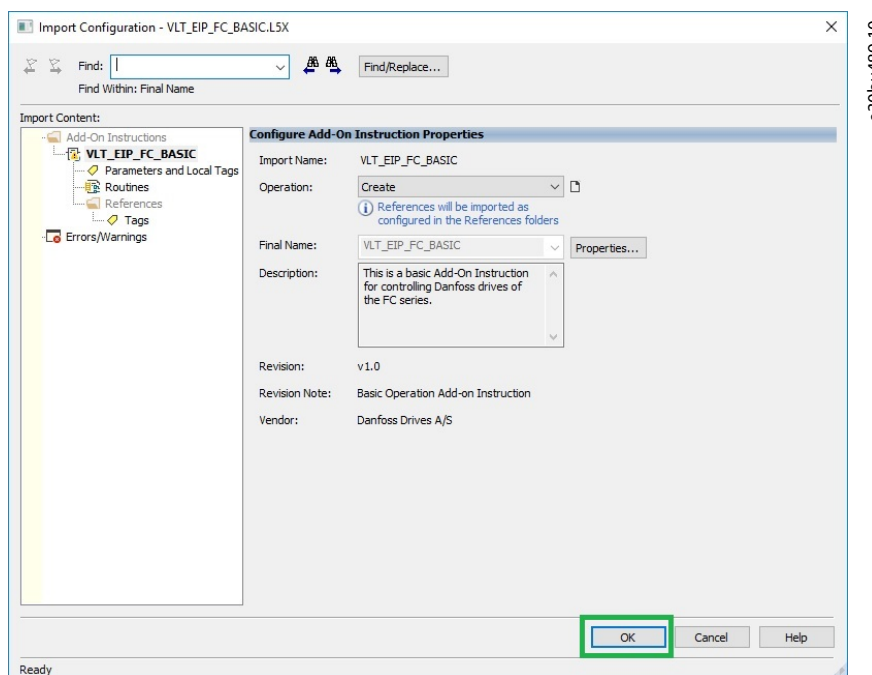 Import Configuration - VLT_EIP_FC_BASIC.L5X
Find:
Find/Replace...
Find Within: Final Name
Import Content:
Add-On Instructions
VLT_EIP_FC_BASIC
Parameters and Local Tags
Routines
References
Tags
Errors/Warnings
Configure Add-On Instruction Properties
Import Name: VLT_EIP_FC_BASIC
Operation: Create
References will be imported as
configured in the References folders
Final Name: VLT_EIP_FC_BASIC Properties...
Description: This is a basic Add-On Instruction
for controlling Danfoss drives of
the FC series.
Revision: v1.0
Revision Note: Basic Operation Add-on Instruction
Vendor: Danfoss Drives A/S
OK Cancel Help
Ready